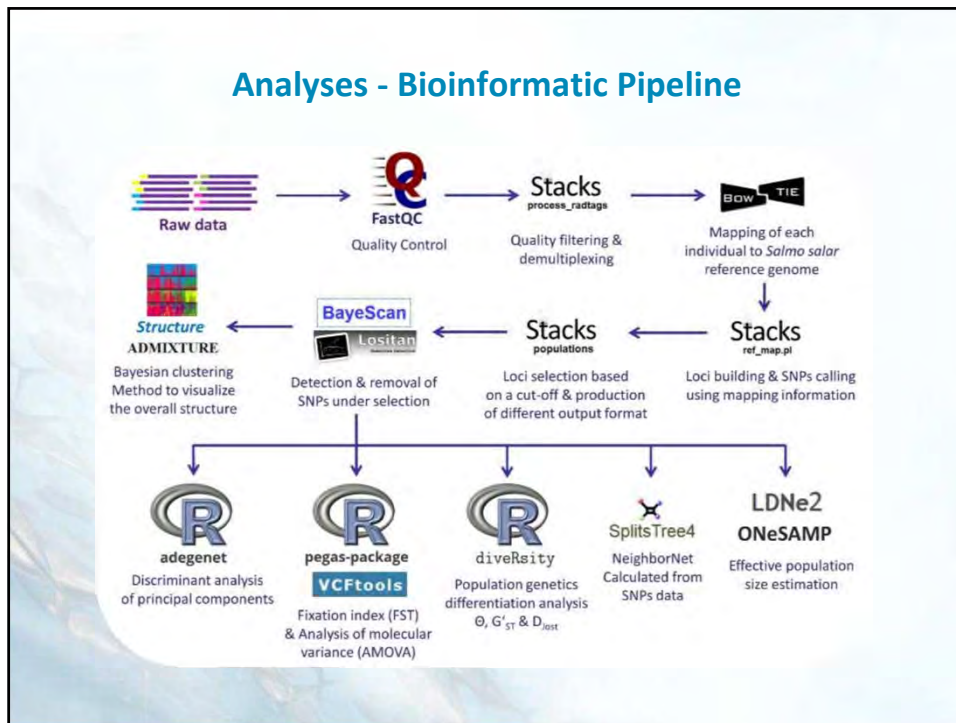 Analyses - Bioinformatic Pipeline
Raw data
QC
FastQC
Quality Control
Stacks
process_radtags
Quality filtering &
demultiplexing
BOW TIE
Mapping of each
individual to Salmo salar
reference genome
Structure
ADMIXTURE
Bayesian clustering
Method to visualize
the overall structure
BayeScan
Lositan
Detection & removal of
SNPs under selection
Stacks
populations
Loci selection based
on a cut-off & production
of different output format
Stacks
ref_map.pl
Loci building & SNPs calling
using mapping information
R
adegenet
Discriminant analysis
of principal components
R
pegas-package
VCFtools
Fixation index (FST)
& Analysis of molecular
variance (AMOVA)
R
diveRsity
Population genetics
differentiation analysis
Θ, G'ST & DJost
SplitsTree4
NeighborNet
Calculated from
SNPs data
LDNe2
ONeSAMP
Effective population
size estimation